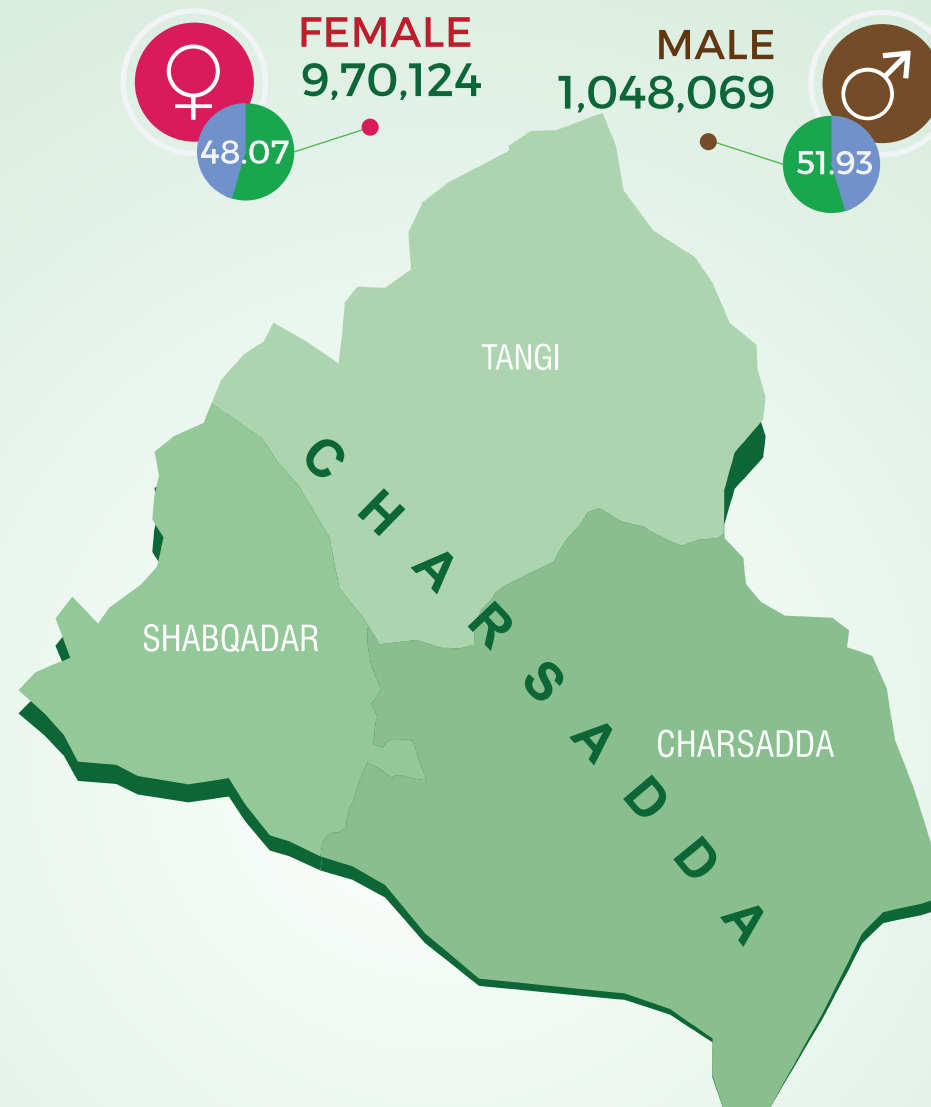 FEMALE
9,70,124
48.07
MALE
1,048,069
51.93
TANGI
CHARSADDA
SHABQADAR
CHARSADDA